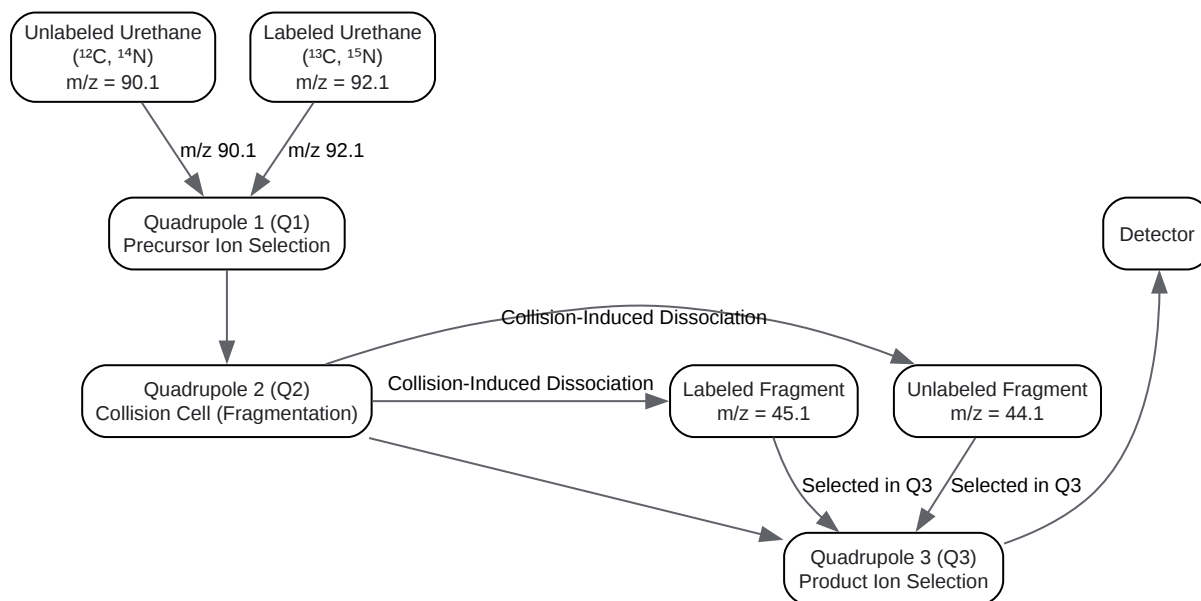 Unlabeled Urethane
(¹²C, ¹⁴N)
m/z = 90.1
Labeled Urethane
(¹³C, ¹⁵N)
m/z = 92.1
m/z 90.1
m/z 92.1
Quadrupole 1 (Q1)
Precursor Ion Selection
Detector
Collision-Induced Dissociation
Quadrupole 2 (Q2)
Collision Cell (Fragmentation)
Collision-Induced Dissociation
Labeled Fragment
m/z = 45.1
Unlabeled Fragment
m/z = 44.1
Selected in Q3
Selected in Q3
Quadrupole 3 (Q3)
Product Ion Selection